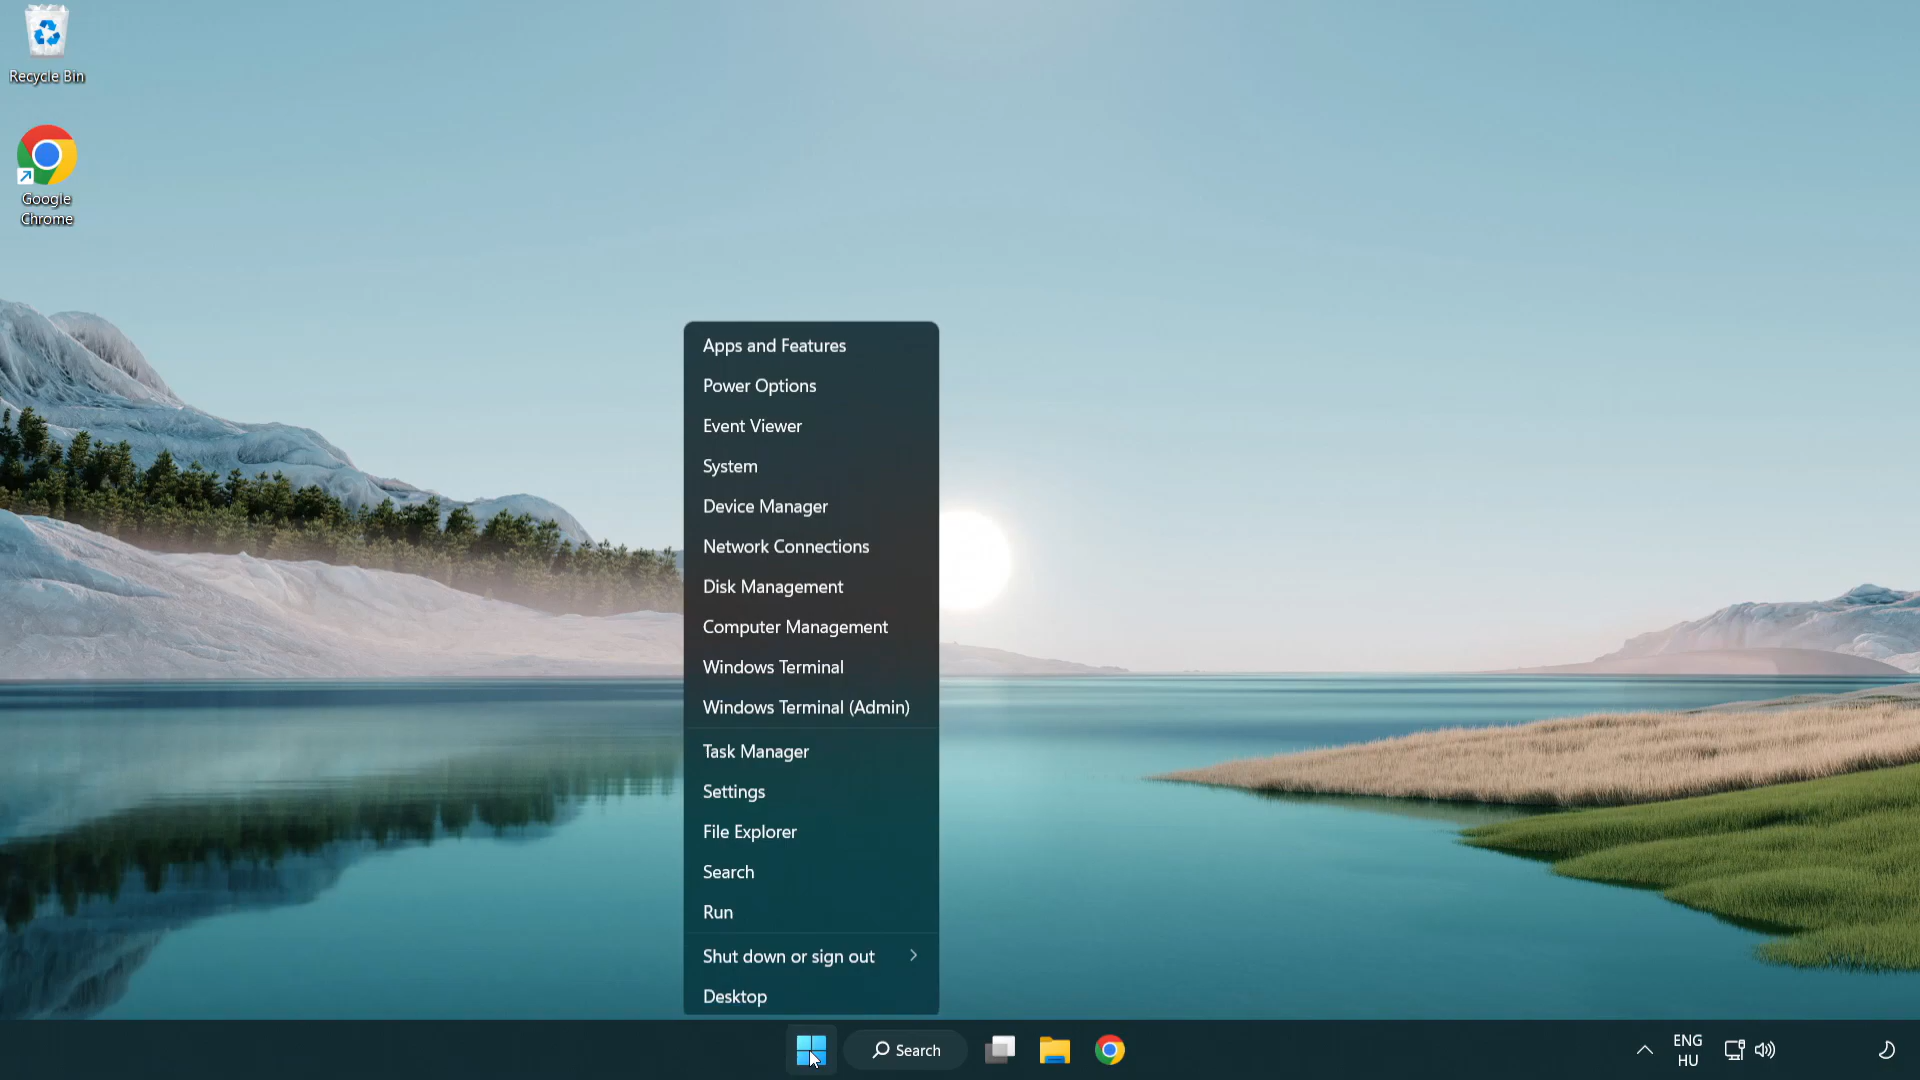 Recycle Bin
Google
Chrome
Apps and Features
Power Options
Event Viewer
System
Device Manager
Network Connections
Disk Management
Computer Management
Windows Terminal
Windows Terminal (Admin)
Task Manager
Settings
File Explorer
Search
Run
Shut down or sign out
Desktop
Search
ENG
HU